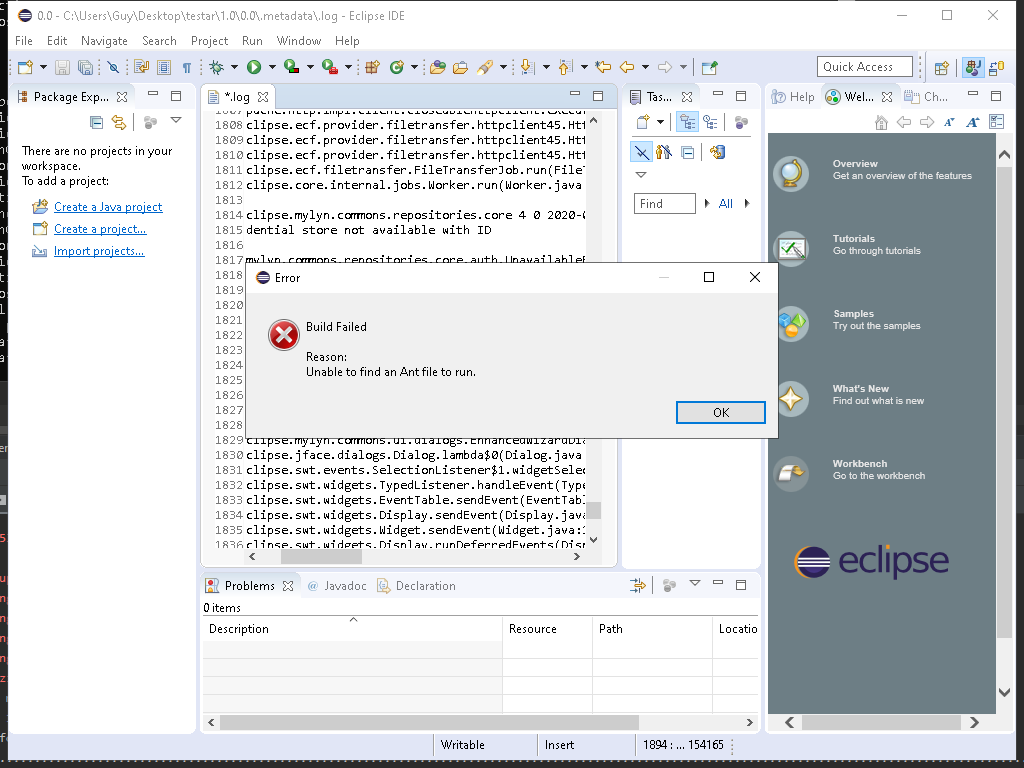 0.0 - C:\Users\Guy\Desktop\testar\1.0\0.0\.metadata\.log - Eclipse IDE
File Edit Navigate Search Project Run Window Help
Quick Access
Package Exp...
There are no projects in your
workspace.
To add a project:
Create a Java project
Create a project...
Import projects...
*.log
1808 clipse.ecf.provider.filetransfer.httpclient45.Htt
1809 clipse.ecf.provider.filetransfer.httpclient45.Htt
1810 clipse.ecf.provider.filetransfer.httpclient45.Htt
1811 clipse.ecf.filetransfer.FileTransferJob.run(FileT
1812 clipse.core.internal.jobs.Worker.run(Worker.java
1813
1814 clipse.mylyn.commons.repositories.core 4 0 2020-0
1815 dential store not available with ID
1816
1817 mylyn.commons.repositories.core.auth.UnavailableE
1818
1819
1820
1821
1822
1823
1824
1825
1826
1827
1828
1829 clipse.mylyn.commons.ui.dialogs.EnhancedWizardDia
1830 clipse.jface.dialogs.Dialog.lambda$0(Dialog.java
1831 clipse.swt.events.SelectionListener$1.widgetSelec
1832 clipse.swt.widgets.TypedListener.handleEvent(Type
1833 clipse.swt.widgets.EventTable.sendEvent(EventTabl
1834 clipse.swt.widgets.Display.sendEvent(Display.java
1835 clipse.swt.widgets.Widget.sendEvent(Widget.java:1
1836 clipse.swt.widgets.Display.runDeferredEvents(Disp
Error
Build Failed
Reason:
Unable to find an Ant file to run.
OK
Tas...
Find
All
Help Wel... Ch...
Overview
Get an overview of the features
Tutorials
Go through tutorials
Samples
Try out the samples
What's New
Find out what is new
Workbench
Go to the workbench
eclipse
Problems @ Javadoc Declaration
0 items
Description Resource Path Locatio
Writable Insert 1894 : ... 154165